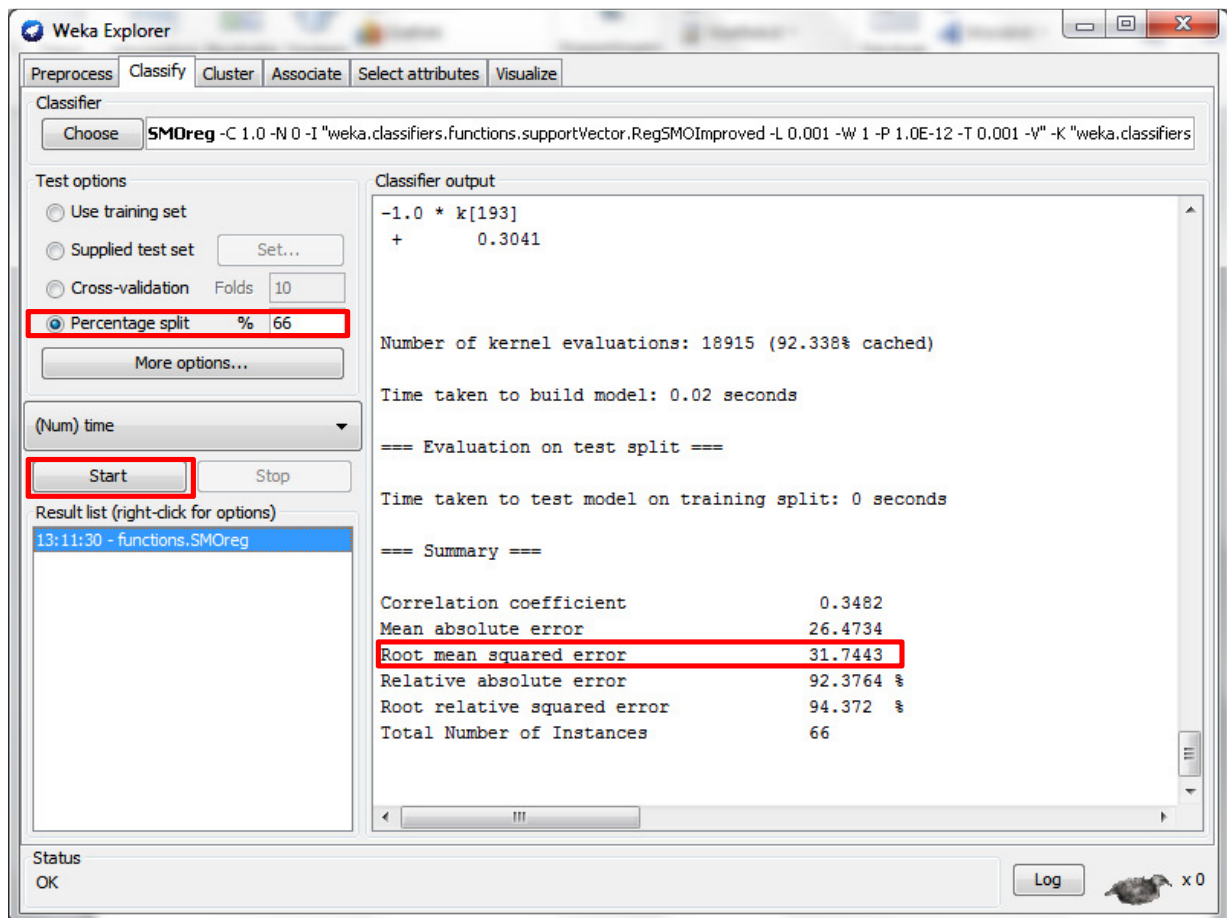 Weka Explorer
Preprocess Classify Cluster Associate Select attributes Visualize
Classifier
Choose SMOreg -C 1.0 -N 0 -I "weka.classifiers.functions.supportVector.RegSMOImproved -L 0.001 -W 1 -P 1.0E-12 -T 0.001 -V" -K "weka.classifiers
Test options
Use training set
Supplied test set Set...
Cross-validation Folds 10
Percentage split % 66
More options...
(Num) time
Start Stop
Result list (right-click for options)
13:11:30 - functions.SMOreg
Classifier output
-1.0 * k[193]
+ 0.3041
Number of kernel evaluations: 18915 (92.338% cached)
Time taken to build model: 0.02 seconds
=== Evaluation on test split ===
Time taken to test model on training split: 0 seconds
=== Summary ===
Correlation coefficient 0.3482
Mean absolute error 26.4734
Root mean squared error 31.7443
Relative absolute error 92.3764 %
Root relative squared error 94.372 %
Total Number of Instances 66
Status
OK
Log x 0